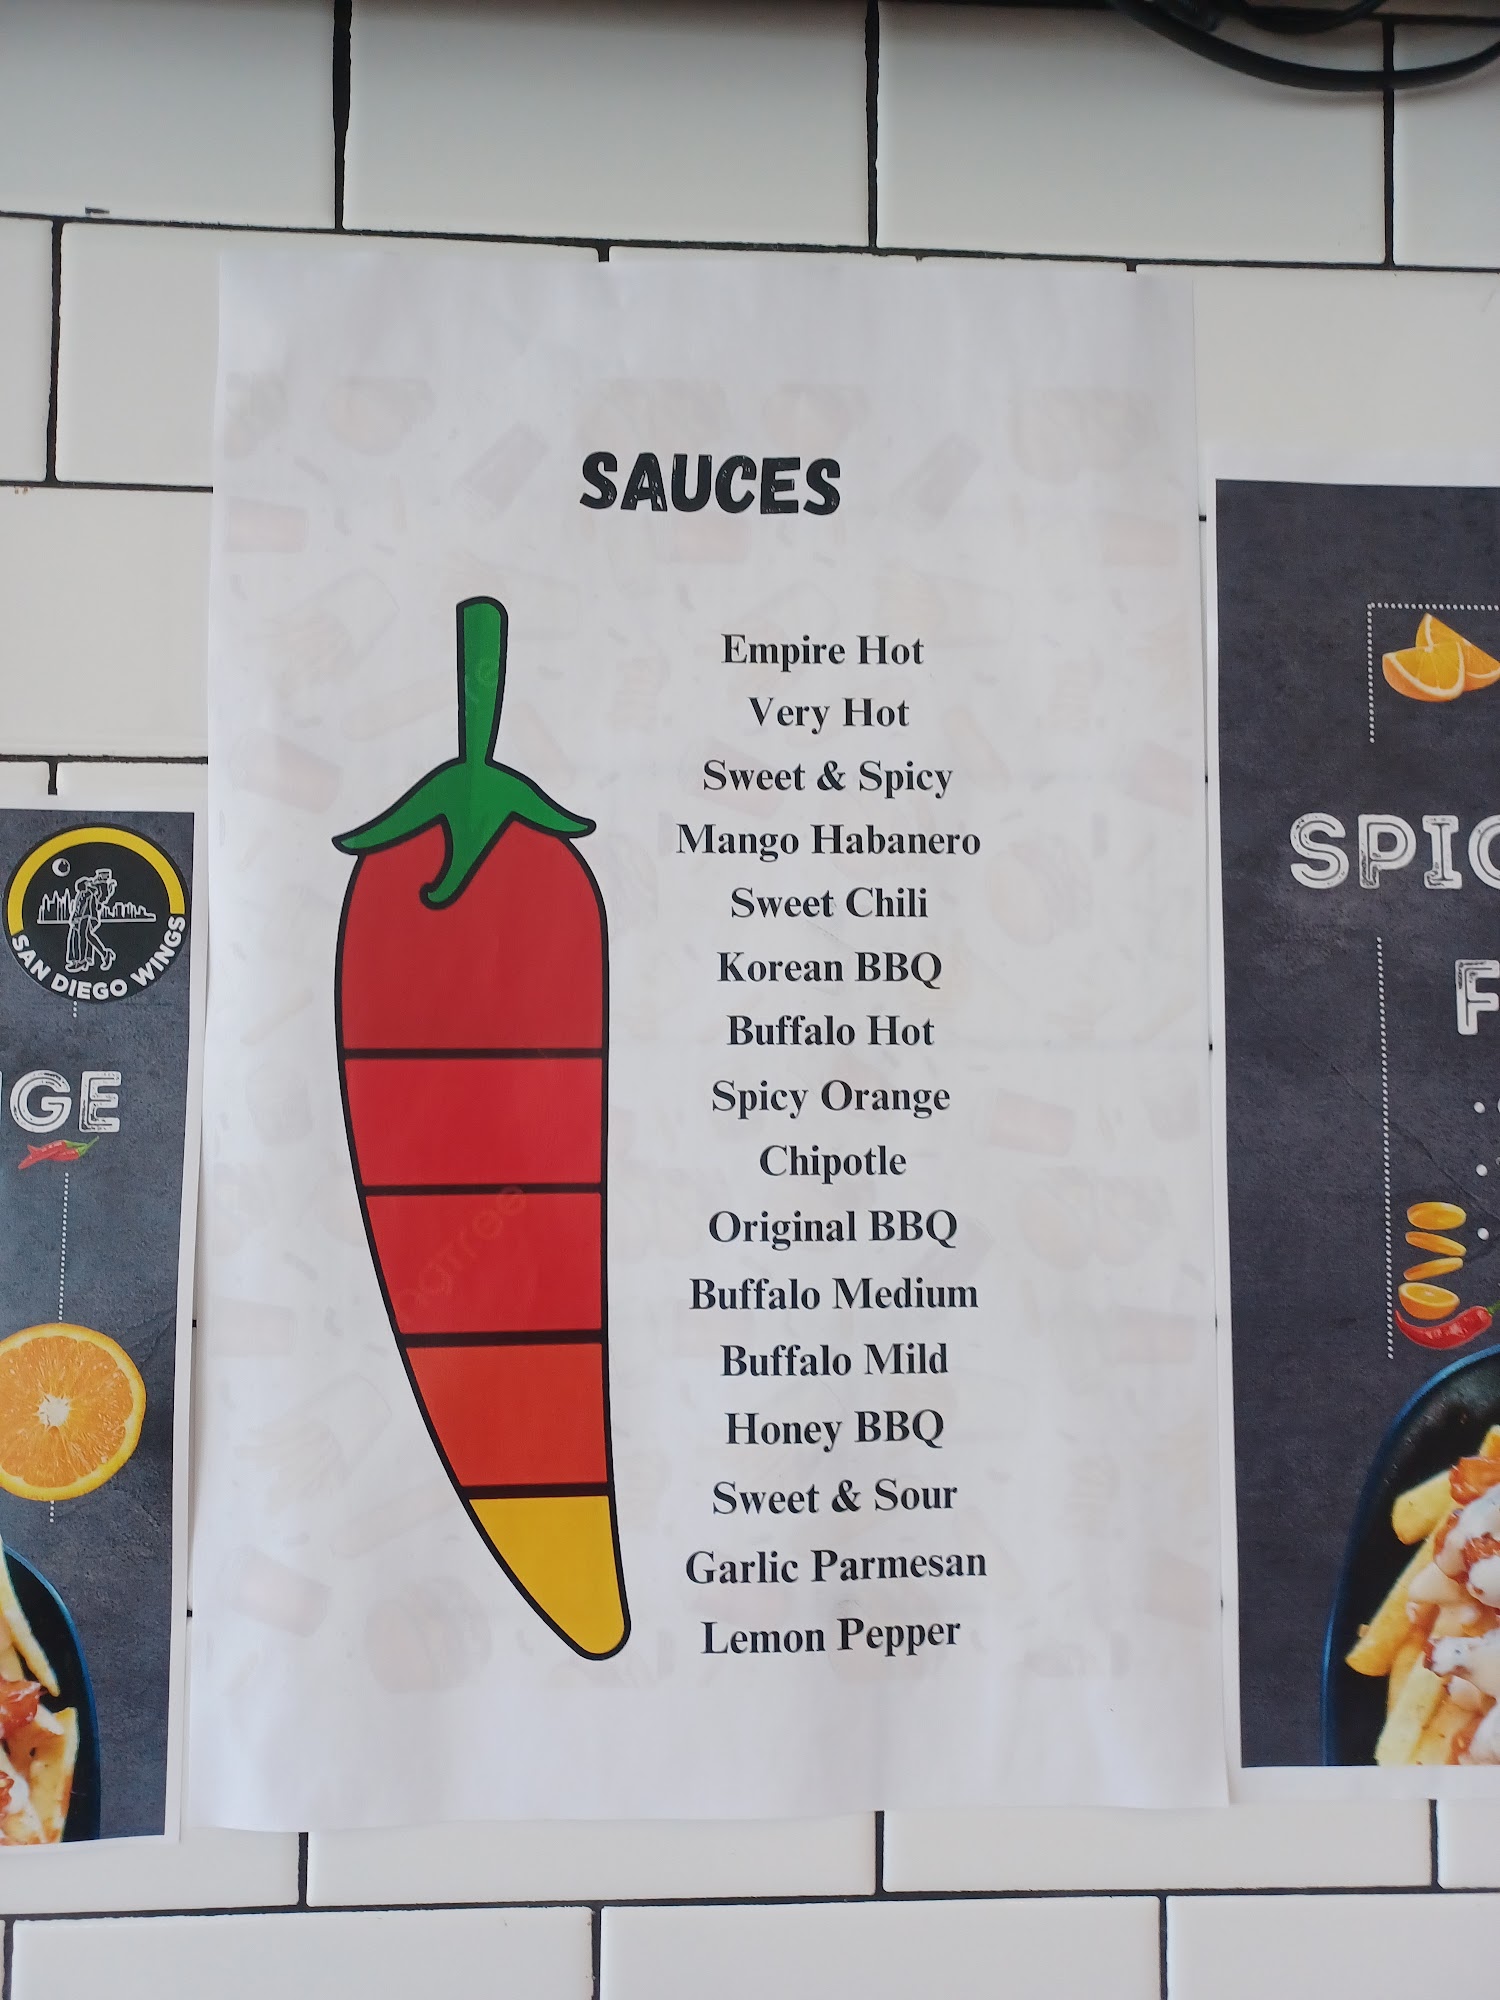 SAUCES
Empire Hot
Very Hot
Sweet & Spicy
Mango Habanero
Sweet Chili
Korean BBQ
Buffalo Hot
Spicy Orange
Chipotle
Original BBQ
Buffalo Medium
Buffalo Mild
Honey BBQ
Sweet & Sour
Garlic Parmesan
Lemon Pepper
SAN DIEGO WINGS
GE
SPIC
F